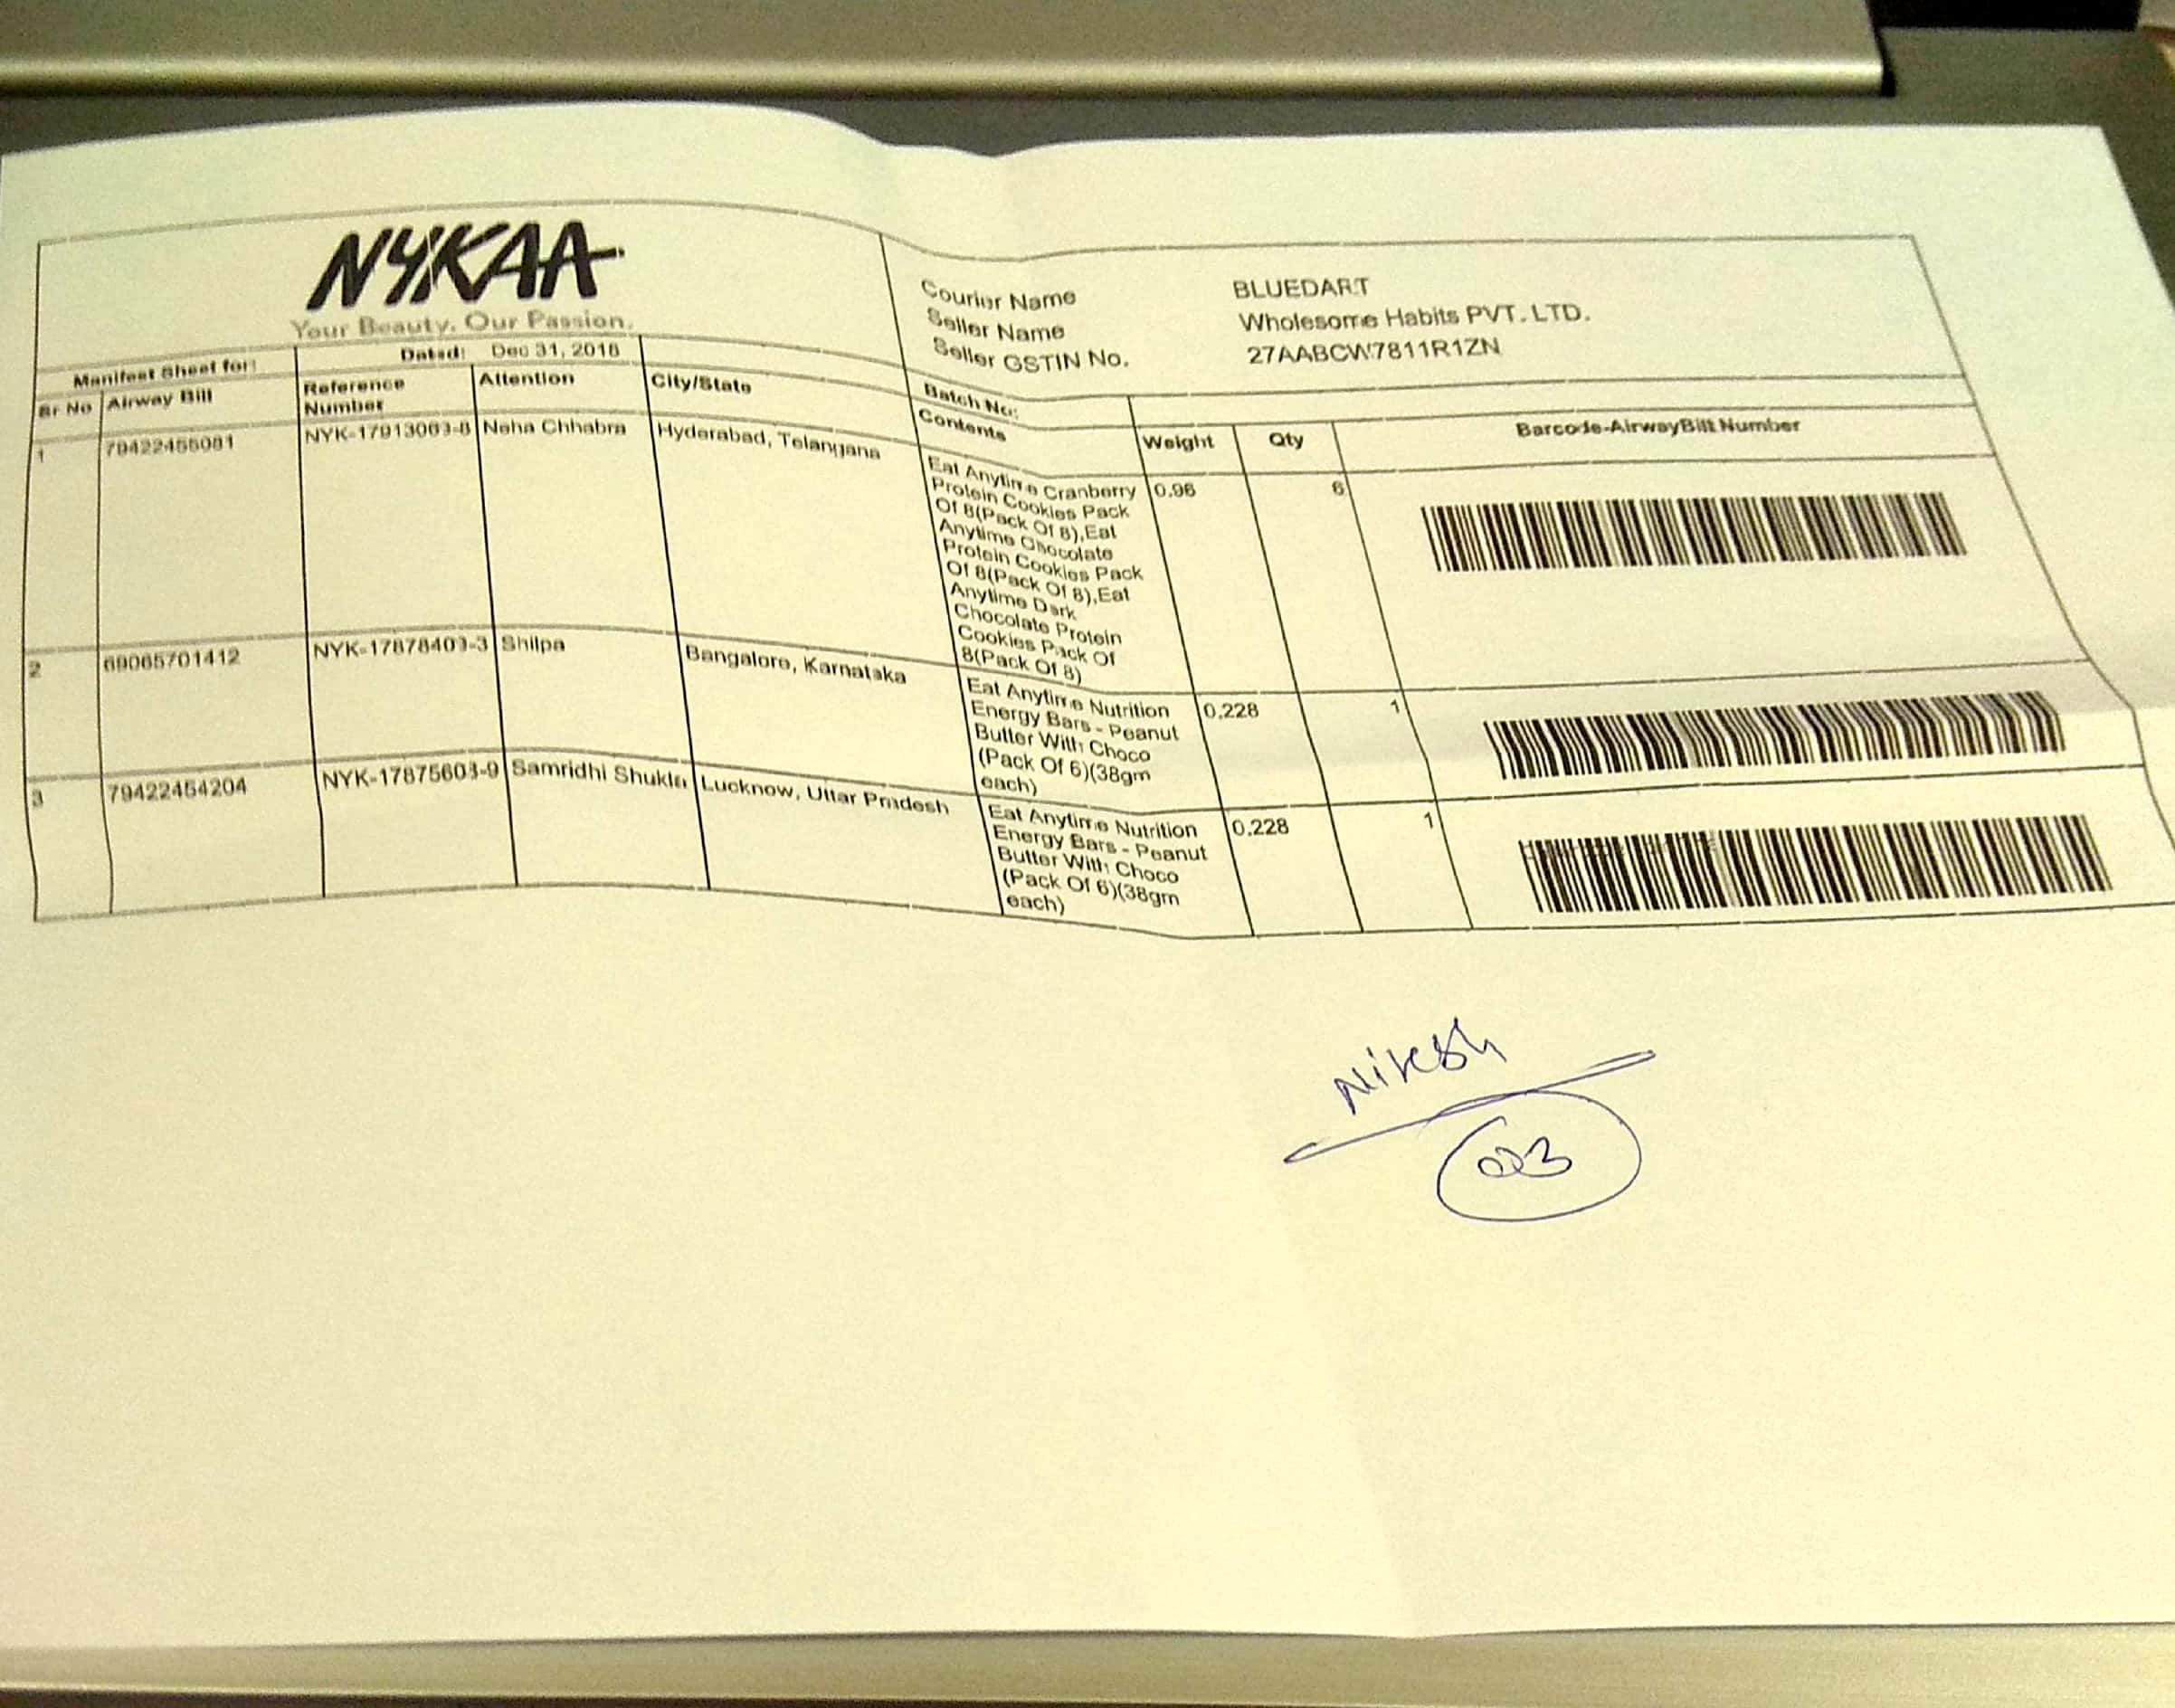 NYKAA
Your Beauty. Our Passion.
Courier Name BLUEDART
Seller Name Wholesome Habits PVT. LTD.
Seller GSTIN No. 27AABCW7811R1ZN
Manifest Sheet for: Dated: Dec 31, 2018
Batch No:
Sr No Airway Bill Reference Number Attention City/State Contents Weight Qty Barcode-AirwayBill Number
1 79422455081 NYK-17913063-8 Neha Chhabra Hyderabad, Telangana 0.96 6
Eat Anytime Cranberry
Protein Cookies Pack
Of 8(Pack Of 8),Eat
Anytime Chocolate
Protein Cookies Pack
Of 8(Pack Of 8),Eat
Anytime Dark
Chocolate Protein
Cookies Pack Of
8(Pack Of 8)
2 69065701412 NYK-17878403-3 Shilpa Bangalore, Karnataka 0.228 1
Eat Anytime Nutrition
Energy Bars - Peanut
Butter With Choco
(Pack Of 6)(38gm
each)
3 79422454204 NYK-17875603-9 Samridhi Shukla Lucknow, Uttar Pradesh 0.228 1
Eat Anytime Nutrition
Energy Bars - Peanut
Butter With Choco
(Pack Of 6)(38gm
each)
Nikesh
023